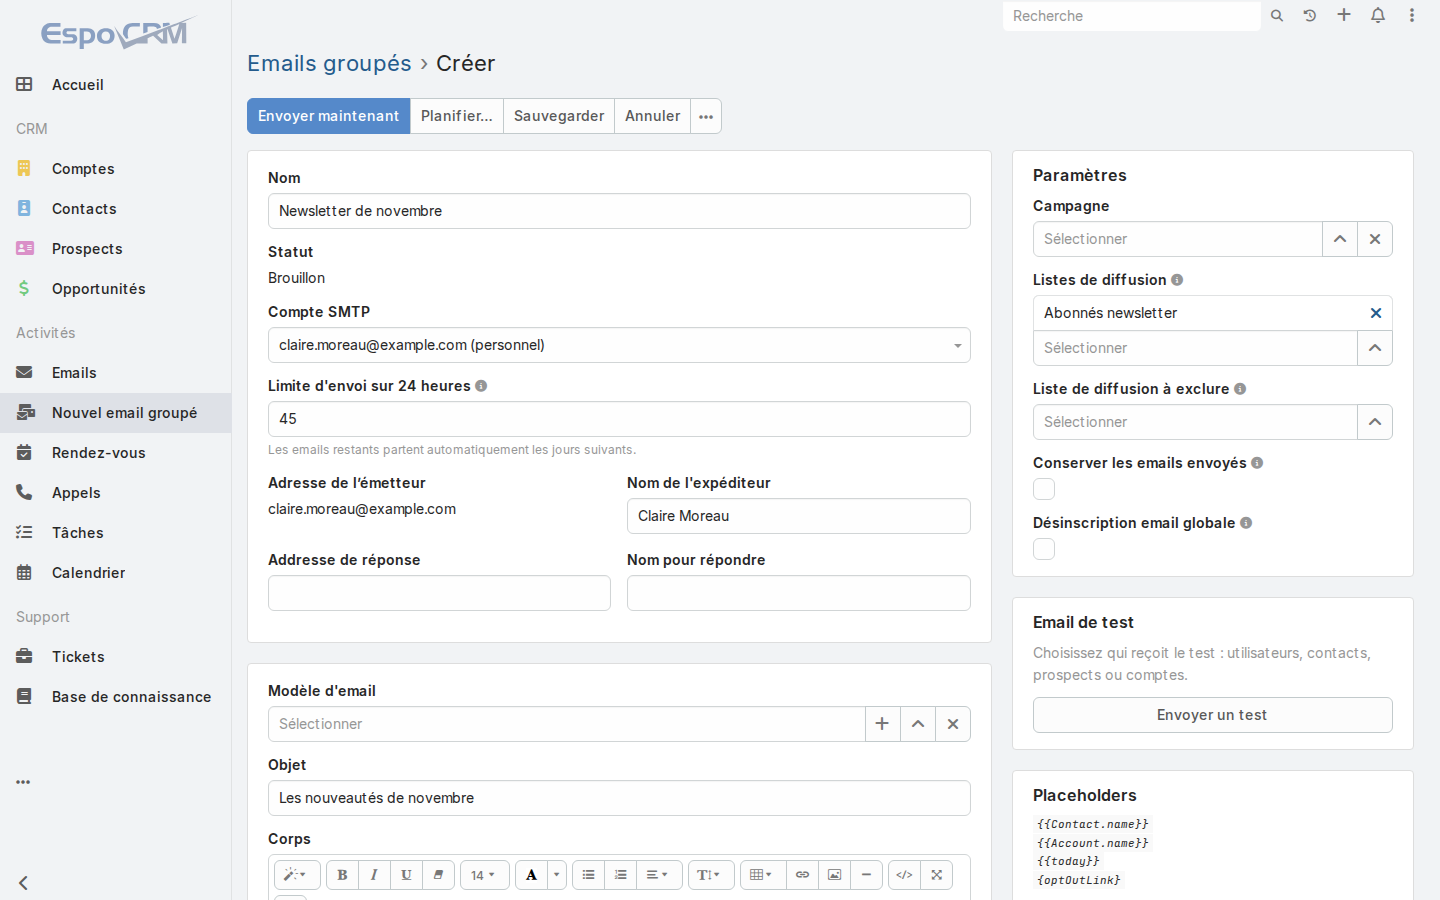 EspoCRM
Accueil
CRM
Comptes
Contacts
Prospects
Opportunités
Activités
Emails
Nouvel email groupé
Rendez-vous
Appels
Tâches
Calendrier
Support
Tickets
Base de connaissance
Recherche
Emails groupés › Créer
Envoyer maintenant
Planifier...
Sauvegarder
Annuler
Nom
Newsletter de novembre
Statut
Brouillon
Compte SMTP
claire.moreau@example.com (personnel)
Limite d'envoi sur 24 heures
45
Les emails restants partent automatiquement les jours suivants.
Adresse de l’émetteur
claire.moreau@example.com
Nom de l'expéditeur
Claire Moreau
Addresse de réponse
Nom pour répondre
Modèle d'email
Sélectionner
Objet
Les nouveautés de novembre
Corps
B I U 14 A T
Paramètres
Campagne
Sélectionner
Listes de diffusion
Abonnés newsletter
Sélectionner
Liste de diffusion à exclure
Sélectionner
Conserver les emails envoyés
Désinscription email globale
Email de test
Choisissez qui reçoit le test : utilisateurs, contacts,
prospects ou comptes.
Envoyer un test
Placeholders
{{Contact.name}}
{{Account.name}}
{{today}}
{optOutLink}